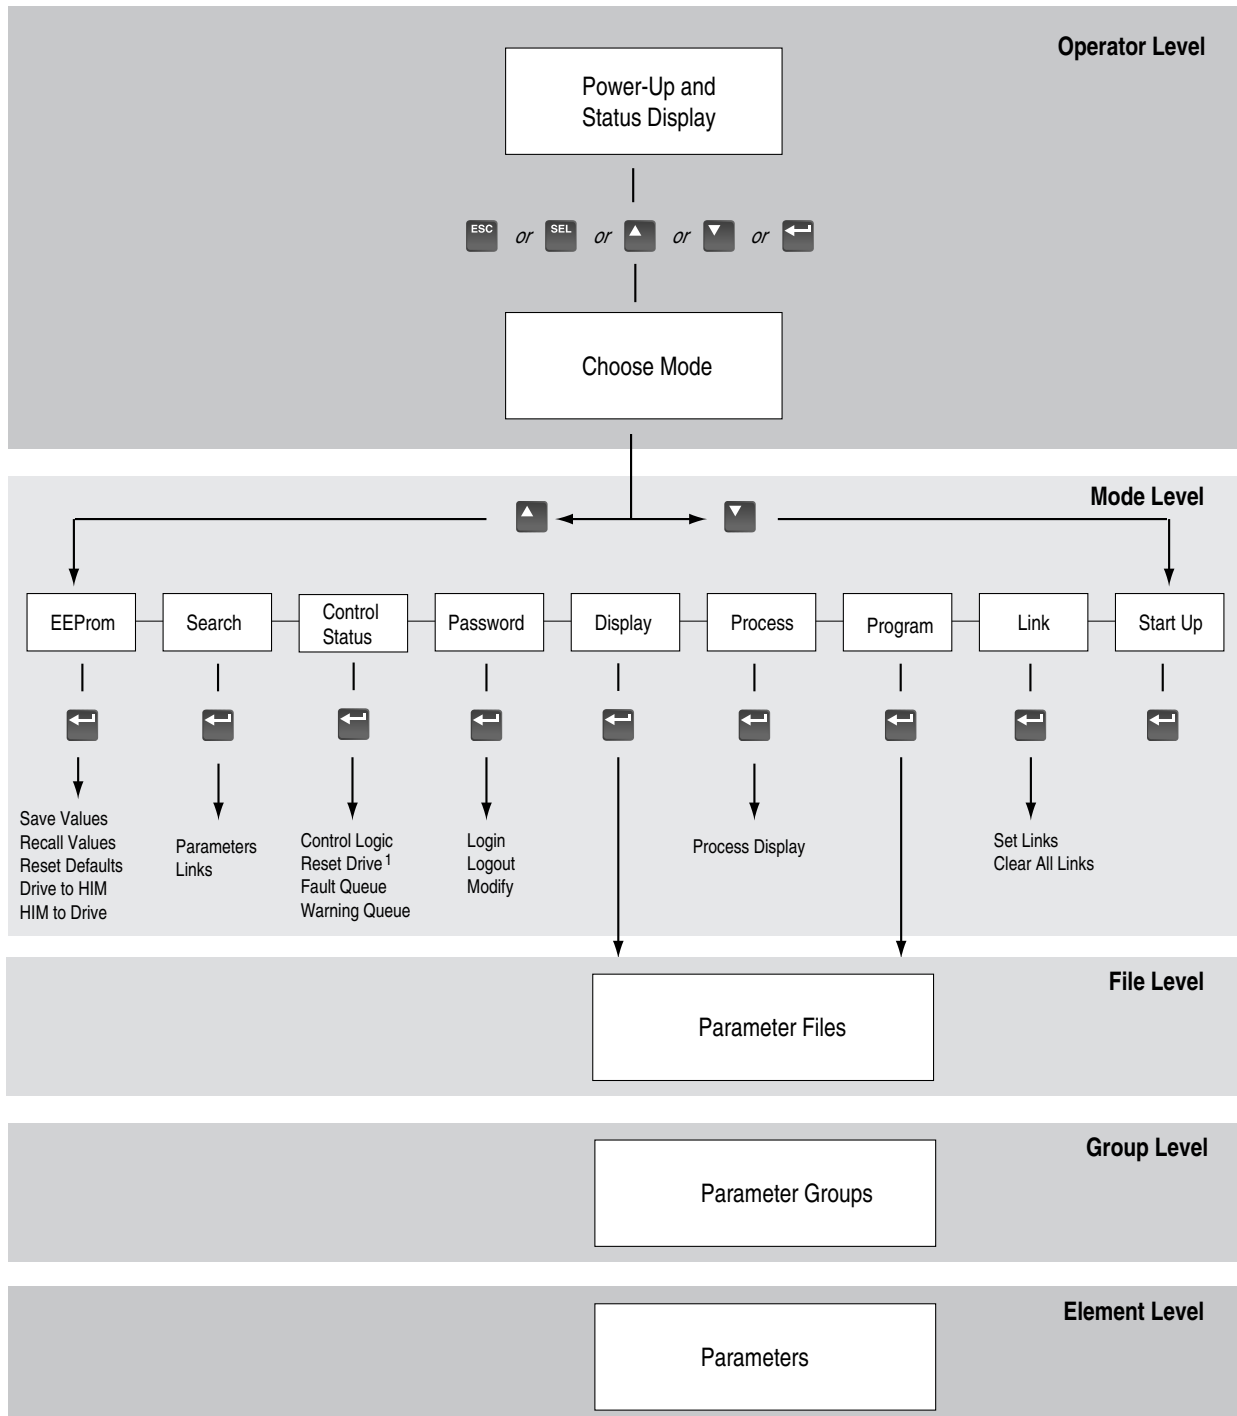 Operator Level
Power-Up and
Status Display
ESC or SEL or or or
Choose Mode
Mode Level
EEProm
Search
Control
Status
Password
Display
Process
Program
Link
Start Up
Save Values
Recall Values
Reset Defaults
Drive to HIM
HIM to Drive
Parameters
Links
Control Logic
Reset Drive 1
Fault Queue
Warning Queue
Login
Logout
Modify
Process Display
Set Links
Clear All Links
File Level
Parameter Files
Group Level
Parameter Groups
Element Level
Parameters